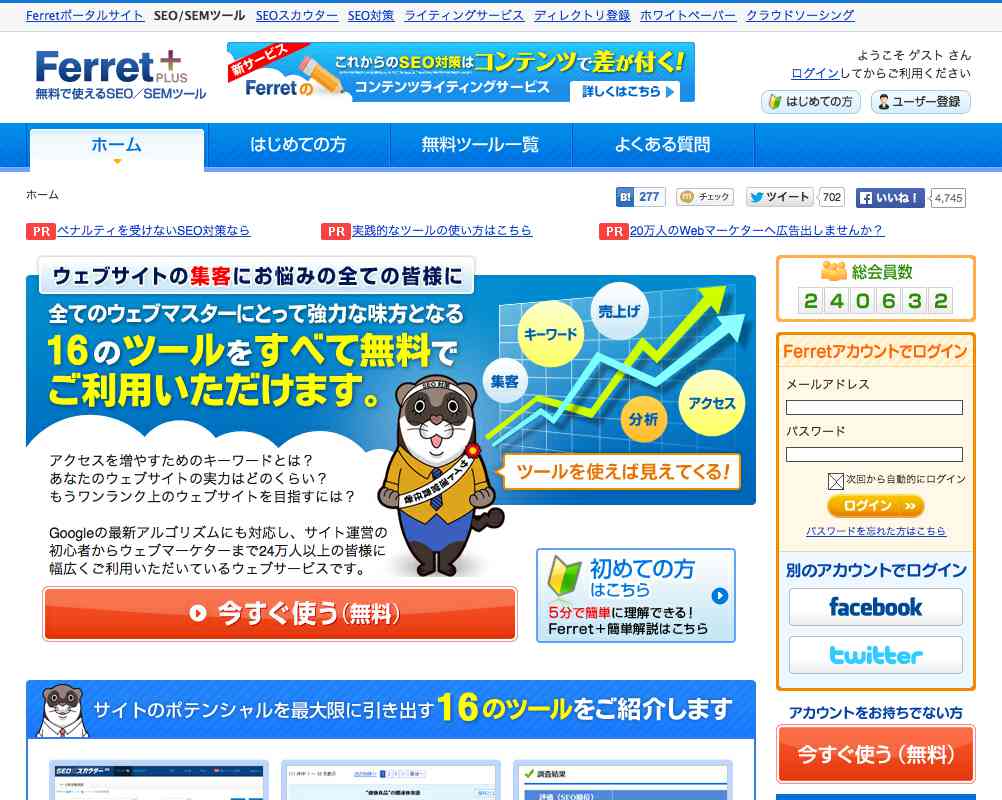 Ferretポータルサイト SEO/SEMツール SEOスカウター SEO対策 ライティングサービス ディレクトリ登録 ホワイトペーパー クラウドソーシング
Ferret+ PLUS
無料で使えるSEO／SEMツール
新サービス
これからのSEO対策はコンテンツで差が付く!
Ferretの コンテンツライティングサービス
詳しくはこちら
ようこそ ゲスト さん
ログインしてからご利用ください
はじめての方 ユーザー登録
ホーム はじめての方 無料ツール一覧 よくある質問
ホーム
B! 277 チェック ツイート 702 いいね！ 4,745
PR ペナルティを受けないSEO対策なら
PR 実践的なツールの使い方はこちら
PR 20万人のWebマーケターへ広告出しませんか？
ウェブサイトの集客にお悩みの全ての皆様に
全てのウェブマスターにとって強力な味方となる
16のツールをすべて無料で
ご利用いただけます。
売上げ
キーワード
集客
アクセス
分析
SEO対策
ツールを使えば見えてくる!
アクセスを増やすためのキーワードとは？
あなたのウェブサイトの実力はどのくらい？
もうワンランク上のウェブサイトを目指すには？
Googleの最新アルゴリズムにも対応し、サイト運営の
初心者からウェブマーケターまで24万人以上の皆様に
幅広くご利用いただいているウェブサービスです。
今すぐ使う（無料）
初めての方
はこちら
5分で簡単に理解できる！
Ferret＋簡単解説はこちら
総会員数
240632
Ferretアカウントでログイン
メールアドレス
パスワード
次回から自動的にログイン
ログイン
パスワードを忘れた方はこちら
別のアカウントでログイン
facebook
twitter
アカウントをお持ちでない方
今すぐ使う（無料）
サイトのポテンシャルを最大限に引き出す16のツールをご紹介します
SEOスカウター
調査結果
評価（SEO順位）